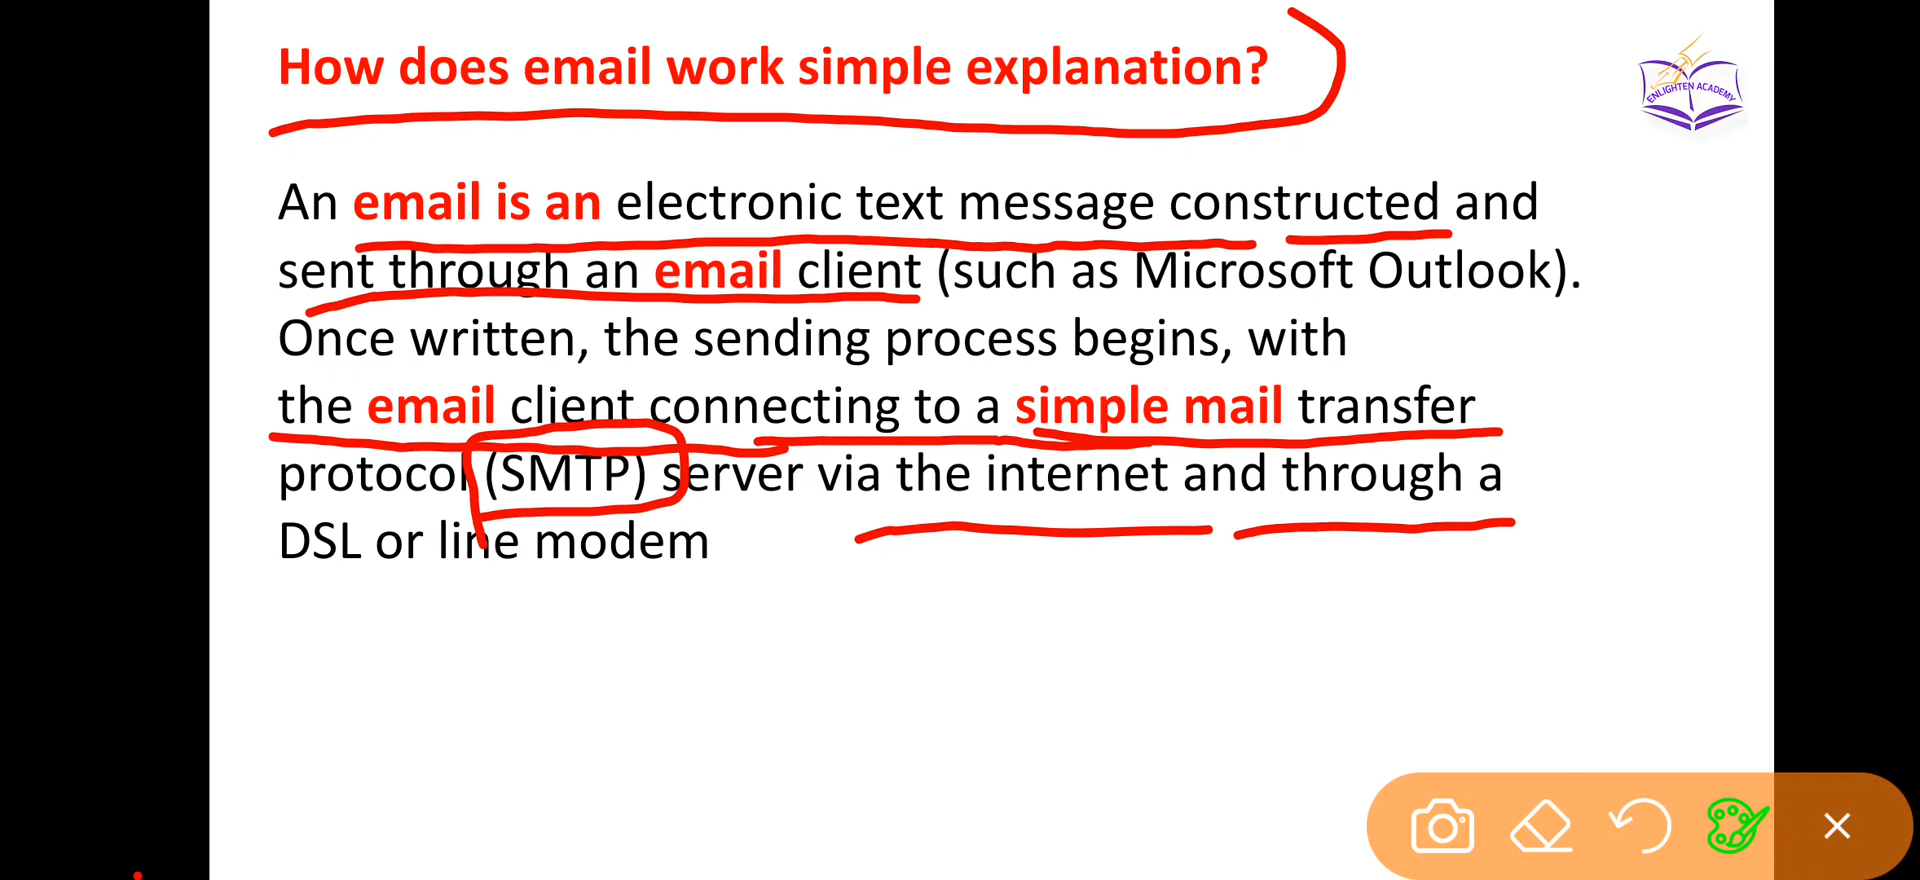 How does email work simple explanation?
ENLIGHTEN ACADEMY
An email is an electronic text message constructed and
sent through an email client (such as Microsoft Outlook).
Once written, the sending process begins, with
the email client connecting to a simple mail transfer
protocol (SMTP) server via the internet and through a
DSL or line modem